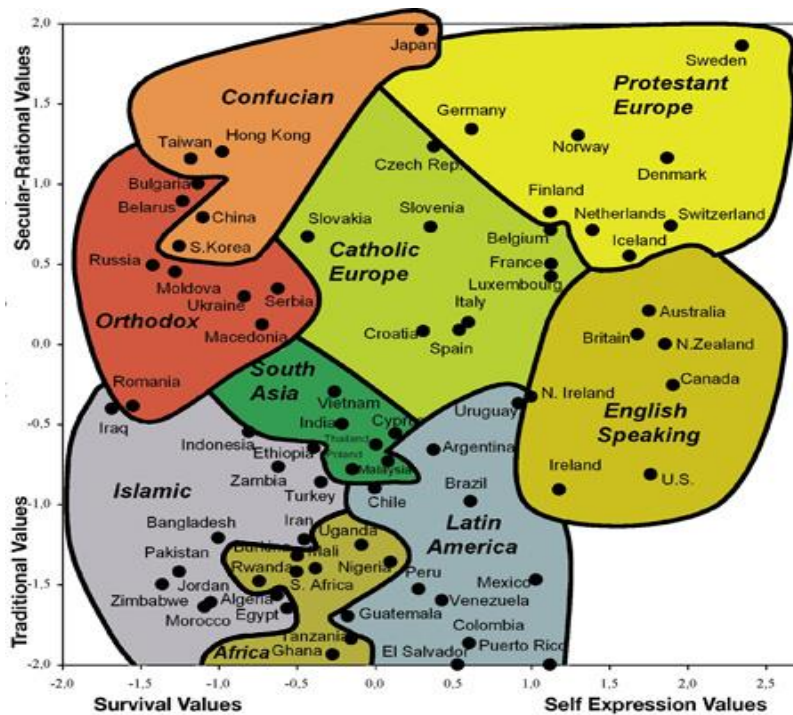 2,0
1,5
1,0
0,5
0,0
-0,5
-1,0
-1,5
-2,0
Secular-Rational Values
Traditional Values
Japan
Confucian
Taiwan
Hong Kong
China
S.Korea
Sweden
Protestant
Europe
Germany
Norway
Denmark
Finland
Netherlands
Switzerland
Iceland
Czech Rep.
Slovakia
Slovenia
Catholic
Europe
Belgium
France
Luxembourg
Italy
Croatia
Spain
Bulgaria
Belarus
Russia
Moldova
Ukraine
Serbia
Orthodox
Macedonia
Romania
South
Asia
Vietnam
India
Thailand
Poland
Malaysia
Australia
Britain
N.Zealand
Canada
N. Ireland
English
Speaking
Ireland
U.S.
Iraq
Indonesia
Ethiopia
Zambia
Turkey
Islamic
Bangladesh
Iran
Pakistan
Jordan
Zimbabwe
Morocco
Algeria
Egypt
Uganda
Mali
Rwanda
S. Africa
Nigeria
Tanzania
Ghana
Africa
Uruguay
Argentina
Chile
Brazil
Latin
America
Peru
Mexico
Venezuela
Guatemala
Colombia
El Salvador
Puerto Rico
-2,0 -1,5 -1,0 -0,5 0,0 0,5 1,0 1,5 2,0 2,
Survival Values Self Expression Values